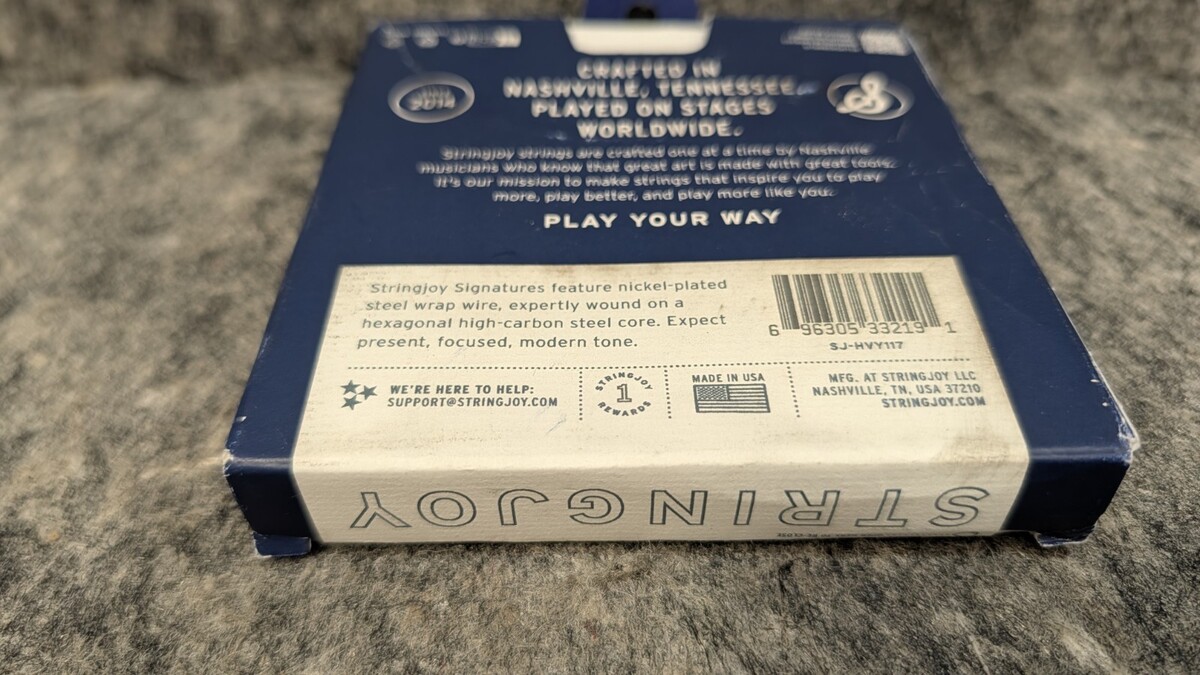 2014
CRAFTED IN
NASHVILLE, TENNESSEE.
PLAYED ON STAGES
WORLDWIDE.
Stringjoy strings are crafted one at a time by Nashville
musicians who know that great art is made with great tools.
It's our mission to make strings that inspire you to play
more, play better, and play more like you.
PLAY YOUR WAY
Stringjoy Signatures feature nickel-plated
steel wrap wire, expertly wound on a
hexagonal high-carbon steel core. Expect
present, focused, modern tone.
6 96305 33219 1
SJ-HVY117
WE'RE HERE TO HELP:
SUPPORT@STRINGJOY.COM
STRINGJOY
1
REWARDS
MADE IN USA
MFG. AT STRINGJOY LLC
NASHVILLE, TN, USA 37210
STRINGJOY.COM
STRINGJOY